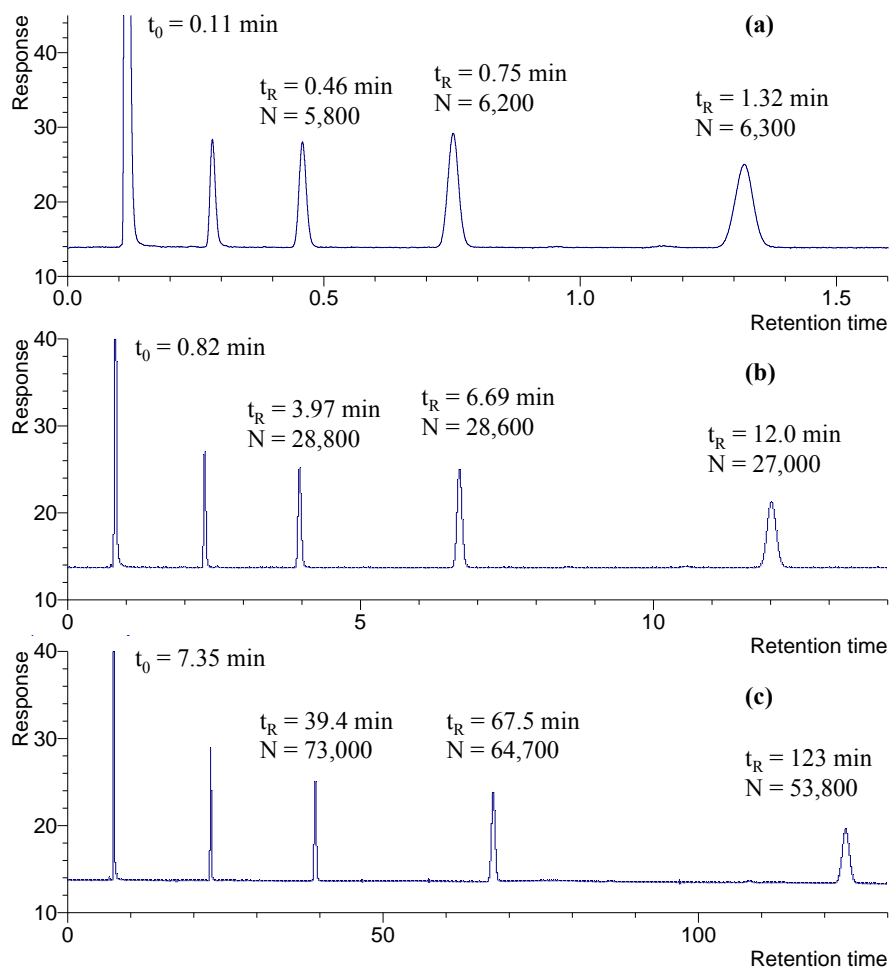 Response
40
30
20
10
t0 = 0.11 min
tR = 0.46 min
N = 5,800
tR = 0.75 min
N = 6,200
(a)
tR = 1.32 min
N = 6,300
0.0
0.5
1.0
1.5
Retention time
Response
40
30
20
10
t0 = 0.82 min
tR = 3.97 min
N = 28,800
tR = 6.69 min
N = 28,600
(b)
tR = 12.0 min
N = 27,000
0
5
10
Retention time
Response
40
30
20
10
t0 = 7.35 min
tR = 39.4 min
N = 73,000
tR = 67.5 min
N = 64,700
(c)
tR = 123 min
N = 53,800
0
50
100
Retention time